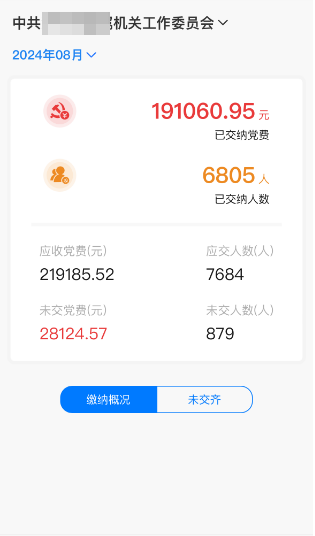 中共 机关工作委员会
2024年08月
191060.95 元
已交纳党费
6805 人
已交纳人数
应收党费(元) 应交人数(人)
219185.52 7684
未交党费(元) 未交人数(人)
28124.57 879
缴纳概况 未交齐